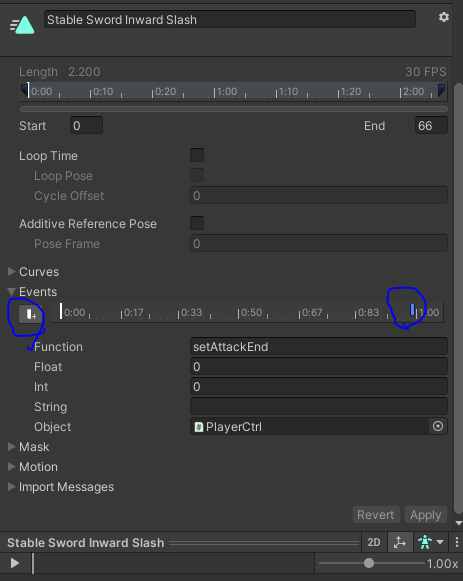 Stable Sword Inward Slash
Length 2.200 30 FPS
0:00 0:10 0:20 1:00 1:10 1:20 2:00
Start 0 End 66
Loop Time
Loop Pose
Cycle Offset 0
Additive Reference Pose
Pose Frame 0
Curves
Events
0:00 0:17 0:33 0:50 0:67 0:83 1:00
Function setAttackEnd
Float 0
Int 0
String
Object PlayerCtrl
Mask
Motion
Import Messages
Revert Apply
Stable Sword Inward Slash 2D
1.00x